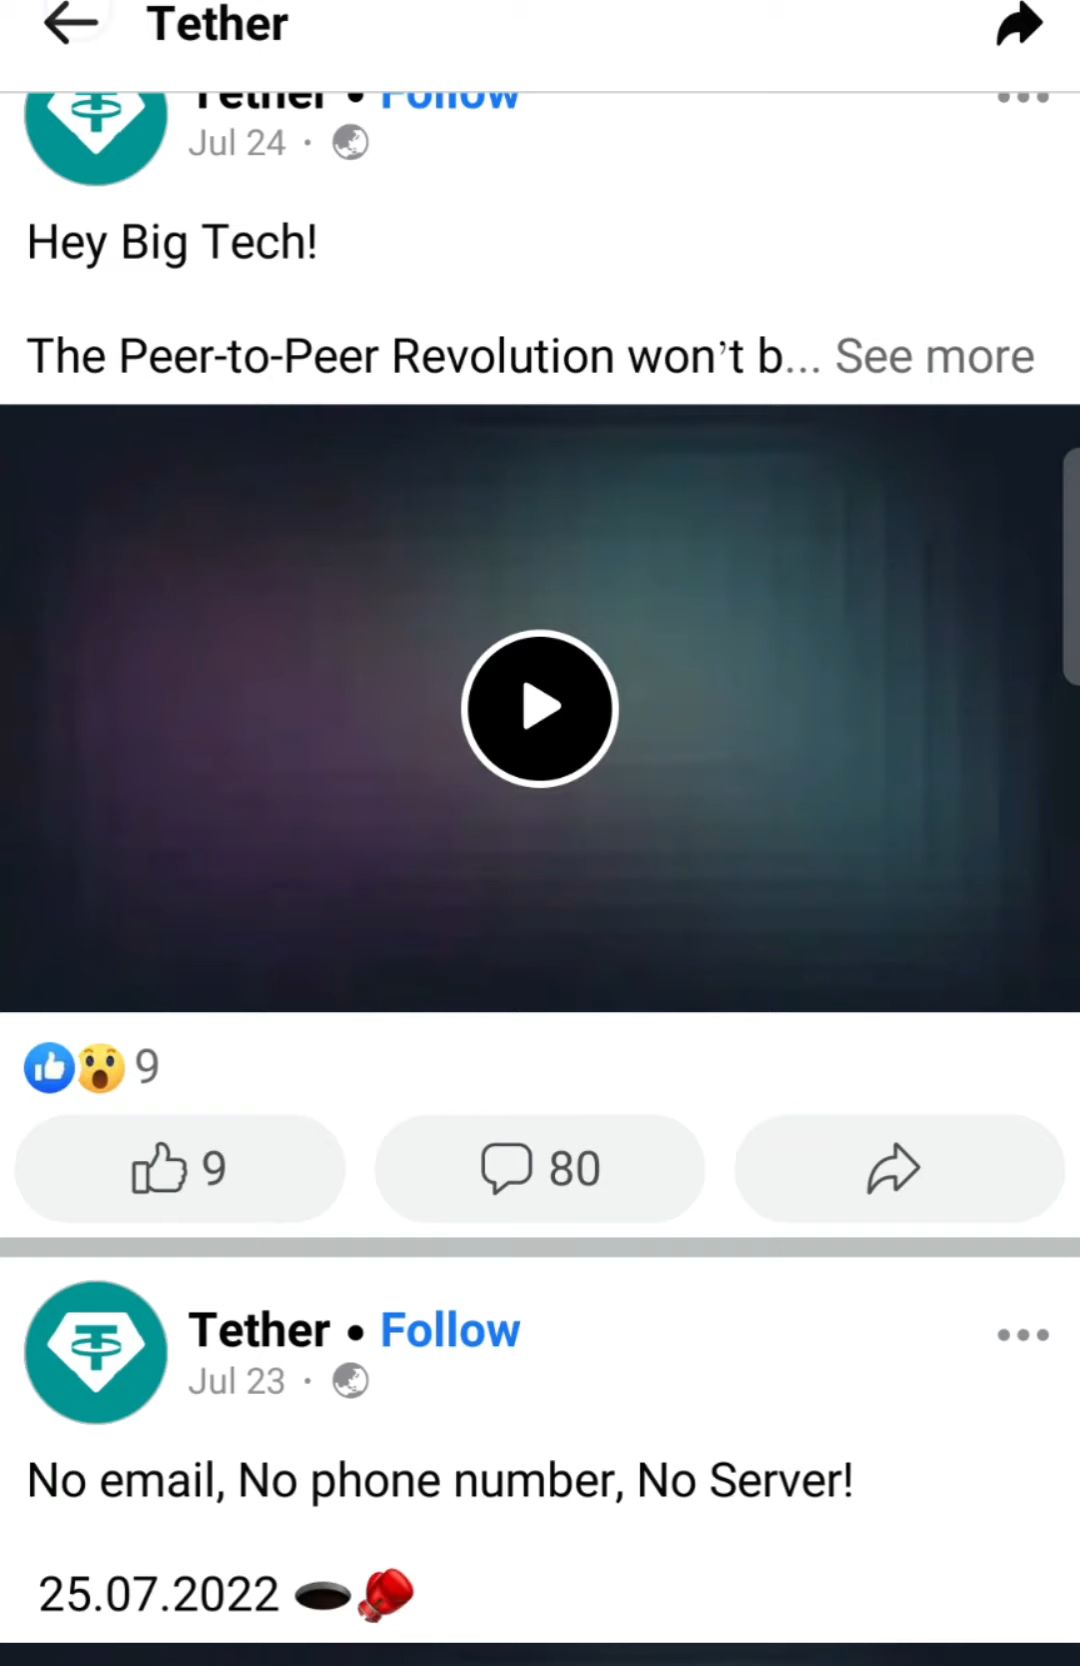 Tether
Tether • Follow
Jul 24 ·
Hey Big Tech!
The Peer-to-Peer Revolution won’t b... See more
9
9
80
Tether • Follow
Jul 23 ·
No email, No phone number, No Server!
25.07.2022